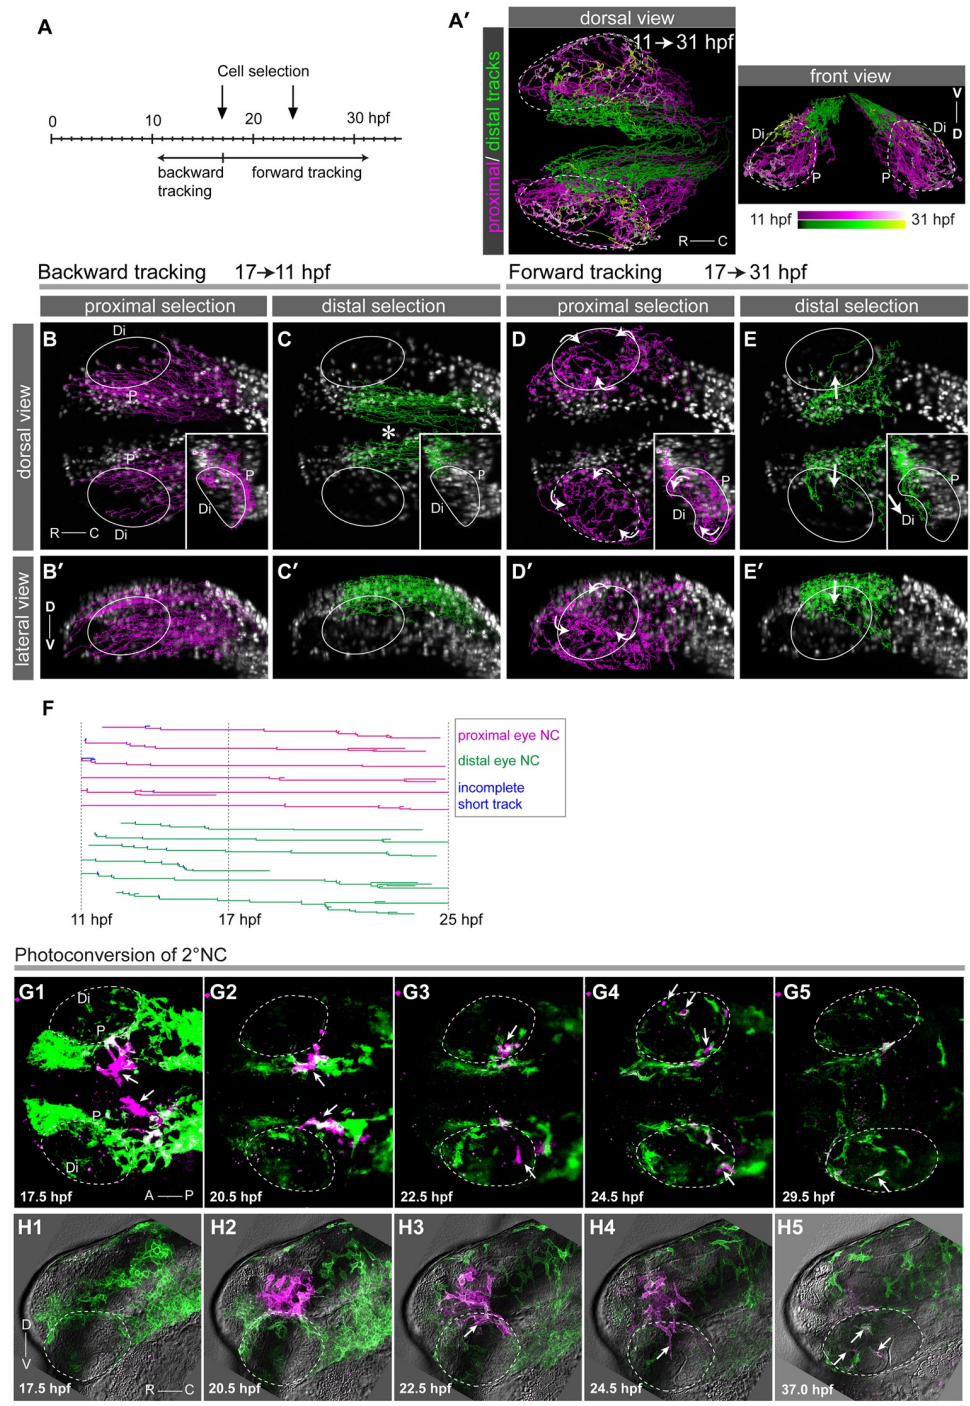 A
Cell selection
0 10 20 30 hpf
backward tracking
forward tracking
A′
dorsal view
11→31 hpf
proximal/ distal tracks
R — C
front view
V
D
Di
Di
P
P
11 hpf
31 hpf
Backward tracking 17→11 hpf
Forward tracking 17→31 hpf
proximal selection
distal selection
proximal selection
distal selection
dorsal view
B
Di
P
P
Di
R — C
Di
P
C
*
Di
P
D
Di
P
E
Di
P
lateral view
B′
D
V
C′
D′
E′
F
proximal eye NC
distal eye NC
incomplete
short track
11 hpf
17 hpf
25 hpf
Photoconversion of 2°NC
G1
Di
P
P
Di
17.5 hpf
A — P
G2
20.5 hpf
G3
22.5 hpf
G4
24.5 hpf
G5
29.5 hpf
H1
D
V
17.5 hpf
R — C
H2
20.5 hpf
H3
22.5 hpf
H4
24.5 hpf
H5
37.0 hpf